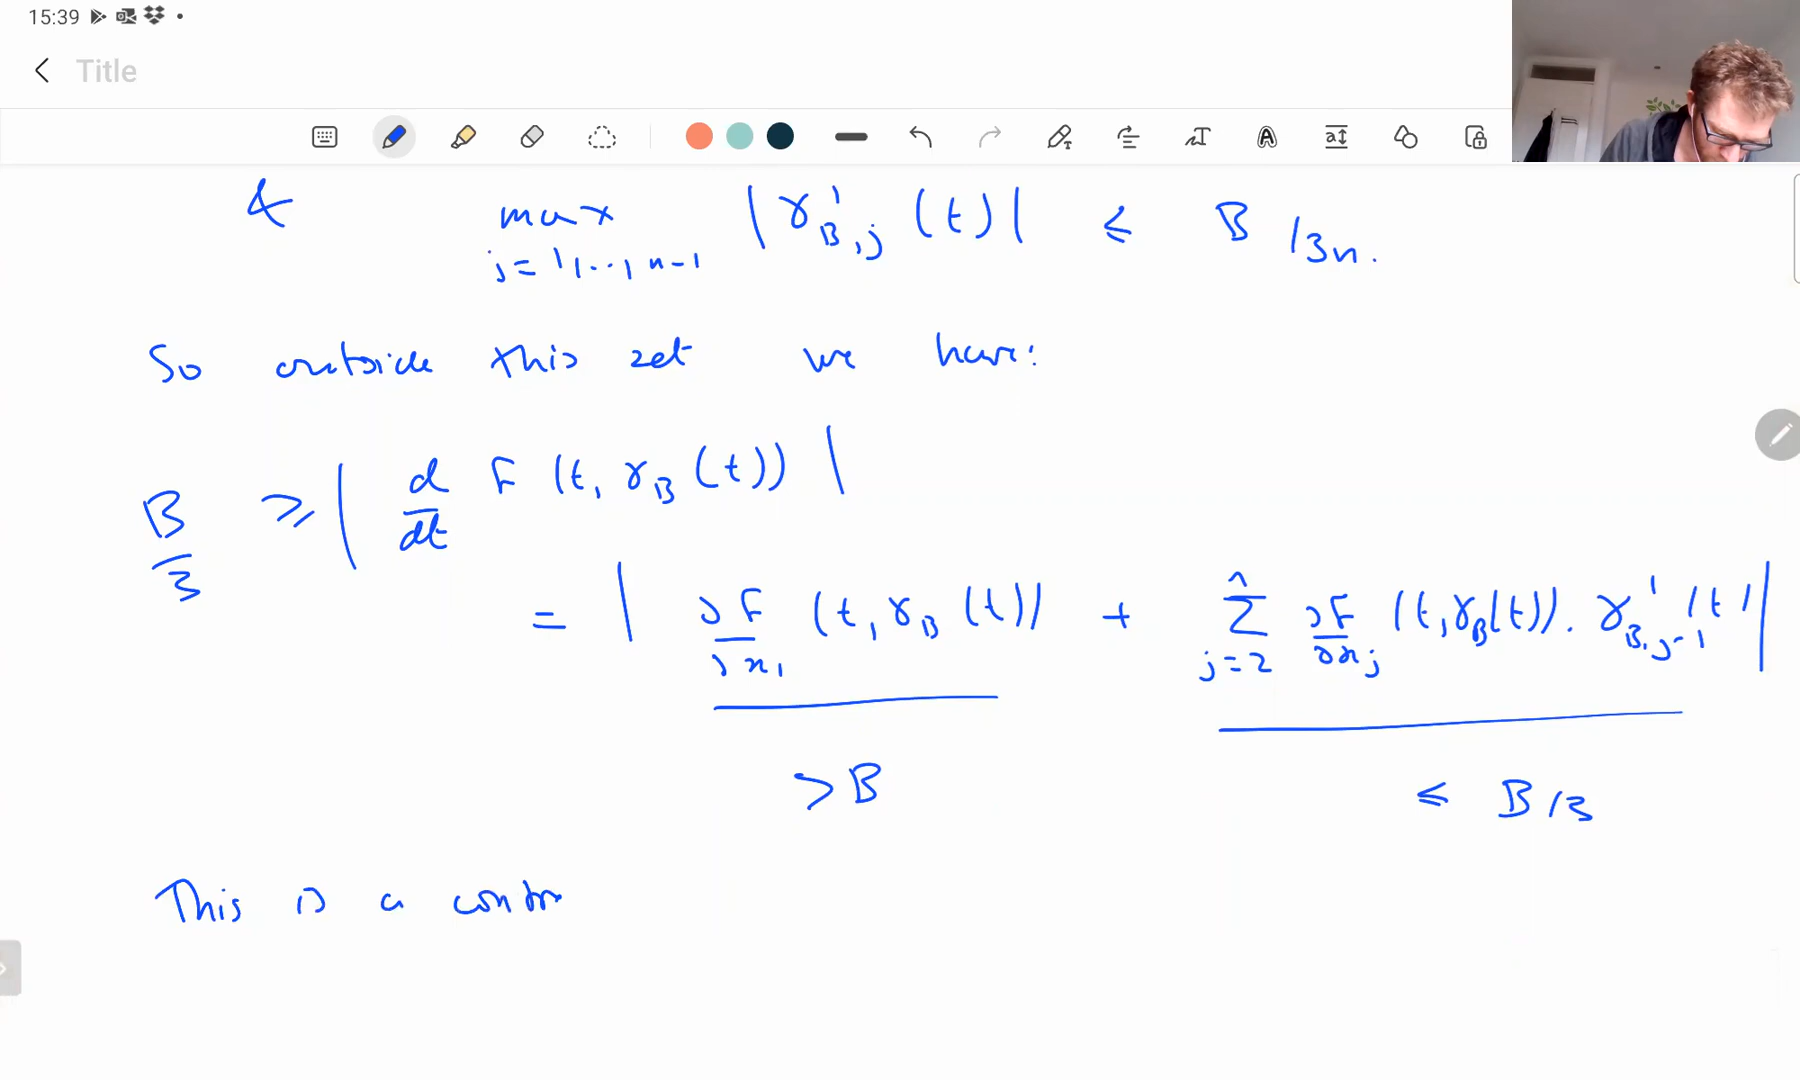 15:39
Title
& max |γ'_{B,j}(t)| ≤ B/3n.
j=1,..,n-1
So outside this set we have:
B/3 ≥ | d/dt F(t, γ_B(t)) |
= | ∂F/∂x_1 (t, γ_B(t)) + Σ_{j=2}^{n} ∂F/∂x_j (t, γ_B(t)). γ'_{B,j-1}(t) |
> B ≤ B/3
This is a contr